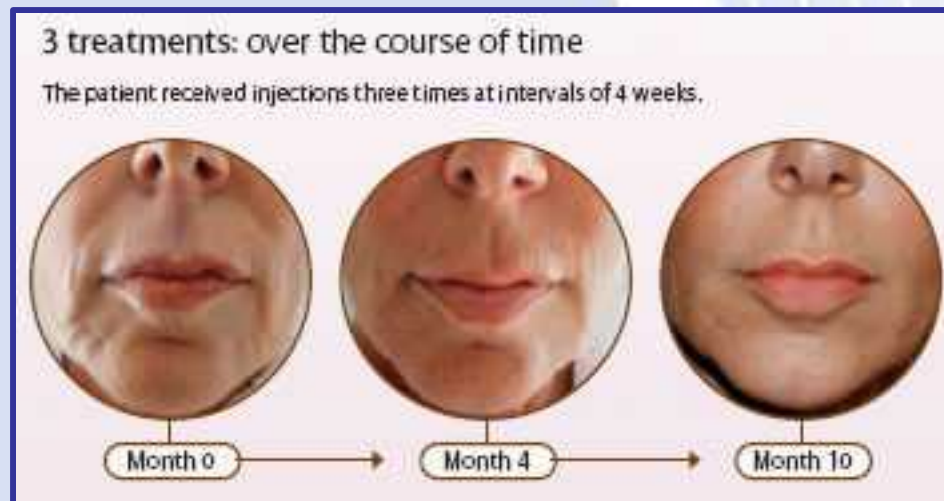 3 treatments: over the course of time
The patient received injections three times at intervals of 4 weeks.
Month 0
Month 4
Month 10